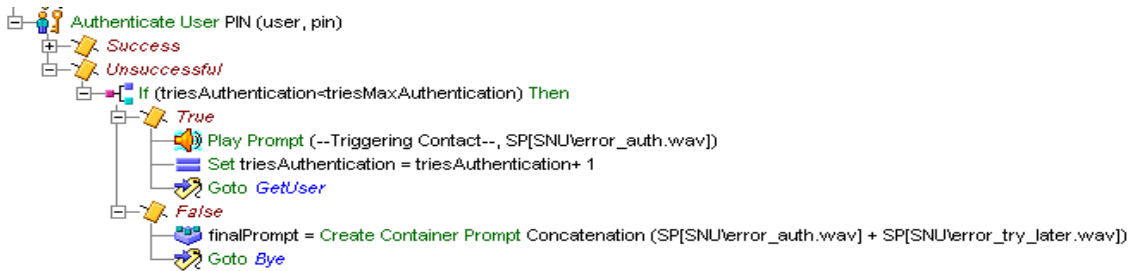 Authenticate User PIN (user, pin)
Success
Unsuccessful
If (triesAuthentication<triesMaxAuthentication) Then
True
Play Prompt (--Triggering Contact--, SP[SNU\error_auth.wav])
Set triesAuthentication = triesAuthentication+ 1
Goto GetUser
False
finalPrompt = Create Container Prompt Concatenation (SP[SNU\error_auth.wav] + SP[SNU\error_try_later.wav])
Goto Bye